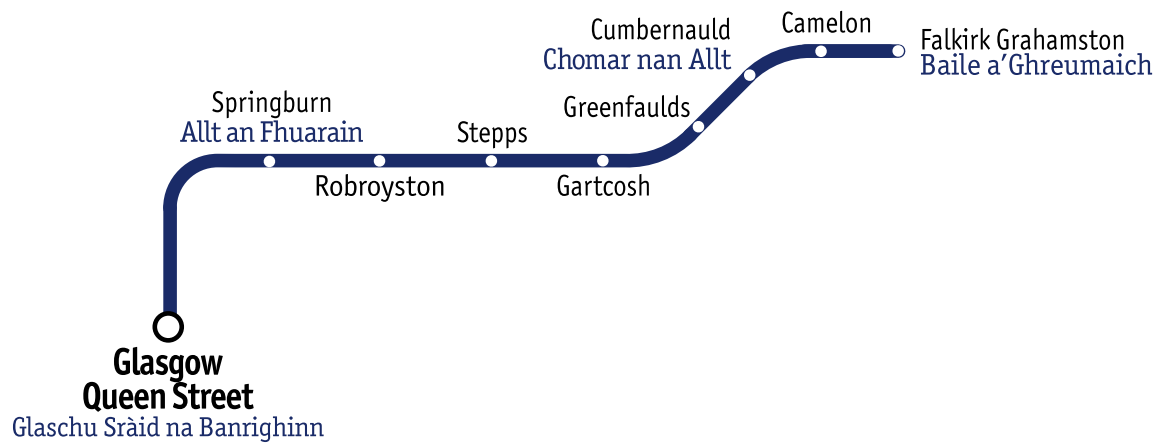 Camelon
Cumbernauld
Chomar nan Allt
Falkirk Grahamston
Baile a'Ghreumaich
Greenfaulds
Springburn
Allt an Fhuarain
Stepps
Robroyston
Gartcosh
Glasgow
Queen Street
Glaschu Sràid na Banrighinn